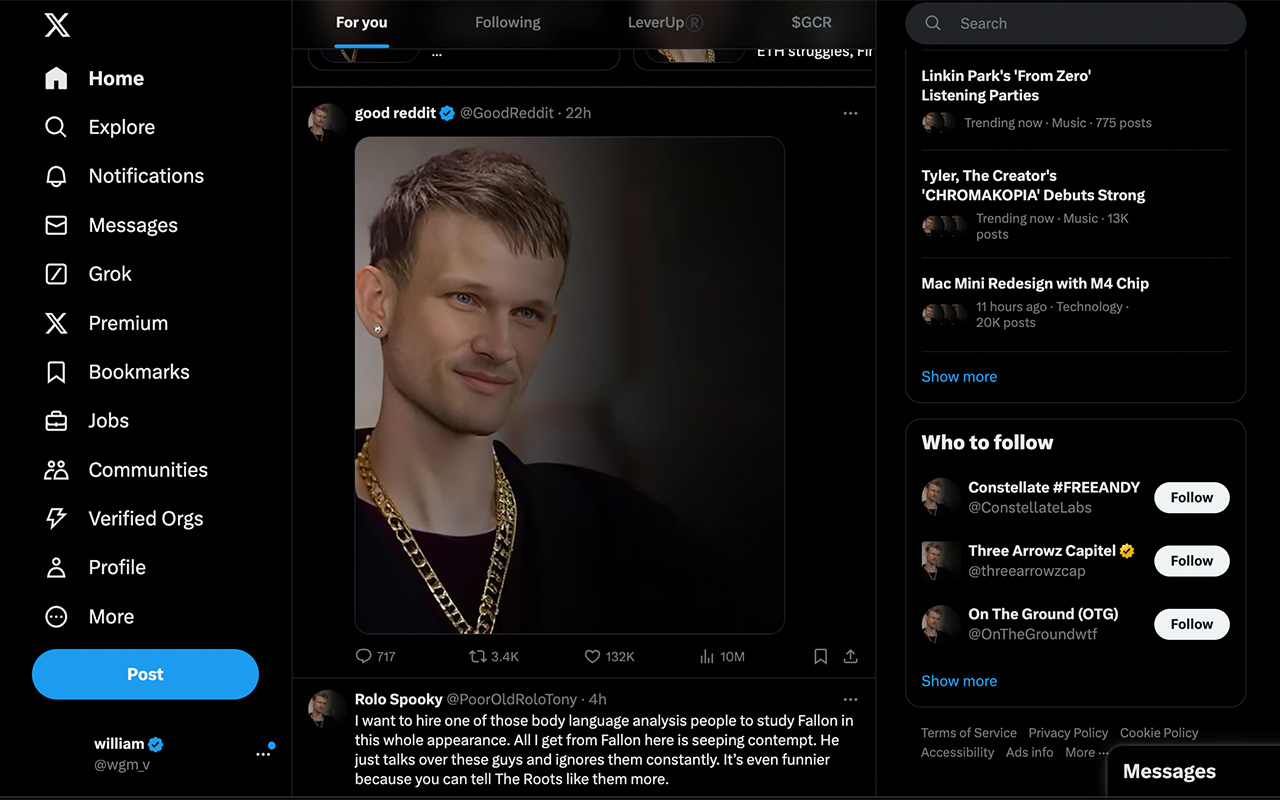 Home
Explore
Notifications
Messages
Grok
Premium
Bookmarks
Jobs
Communities
Verified Orgs
Profile
More
Post
william
@wgm_v
For you
Following
LeverUp®
$GCR
...
ETH struggles, Fir
good reddit @GoodReddit · 22h
717
3.4K
132K
10M
Rolo Spooky @PoorOldRoloTony · 4h
I want to hire one of those body language analysis people to study Fallon in
this whole appearance. All I get from Fallon here is seeping contempt. He
just talks over these guys and ignores them constantly. It’s even funnier
because you can tell The Roots like them more.
Search
Linkin Park's 'From Zero'
Listening Parties
Trending now · Music · 775 posts
Tyler, The Creator's
'CHROMAKOPIA' Debuts Strong
Trending now · Music · 13K
posts
Mac Mini Redesign with M4 Chip
11 hours ago · Technology ·
20K posts
Show more
Who to follow
Constellate #FREEANDY
@ConstellateLabs
Follow
Three Arrowz Capitel
@threearrowzcap
Follow
On The Ground (OTG)
@OnTheGroundwtf
Follow
Show more
Terms of Service Privacy Policy Cookie Policy
Accessibility Ads info More ...
Messages